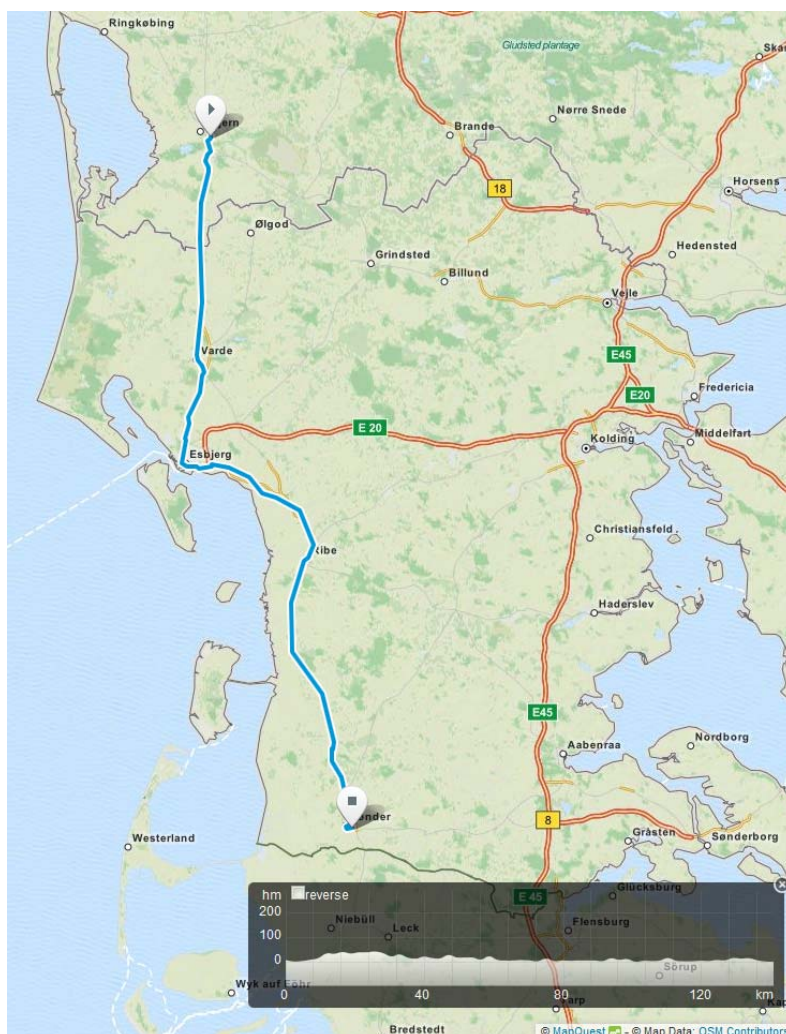 Ringkøbing
Gludsted plantage
Nørre Snede
Brande
18
Horsens
Ølgod
Hedensted
Grindsted
Billund
Vejle
Varde
E45
E20
Fredericia
E 20
Middelfart
Esbjerg
Kolding
Christiansfeld
Haderslev
E45
Nordborg
Aabenraa
8
Gråsten
Sønderborg
Westerland
hm
reverse
Glücksburg
E 45
200
Niebüll
Leck
Flensburg
100
0
Sörup
Wyk auf Föhr
0
40
80
120
km
Bredstedt
© MapQuest - © Map Data: OSM Contributors